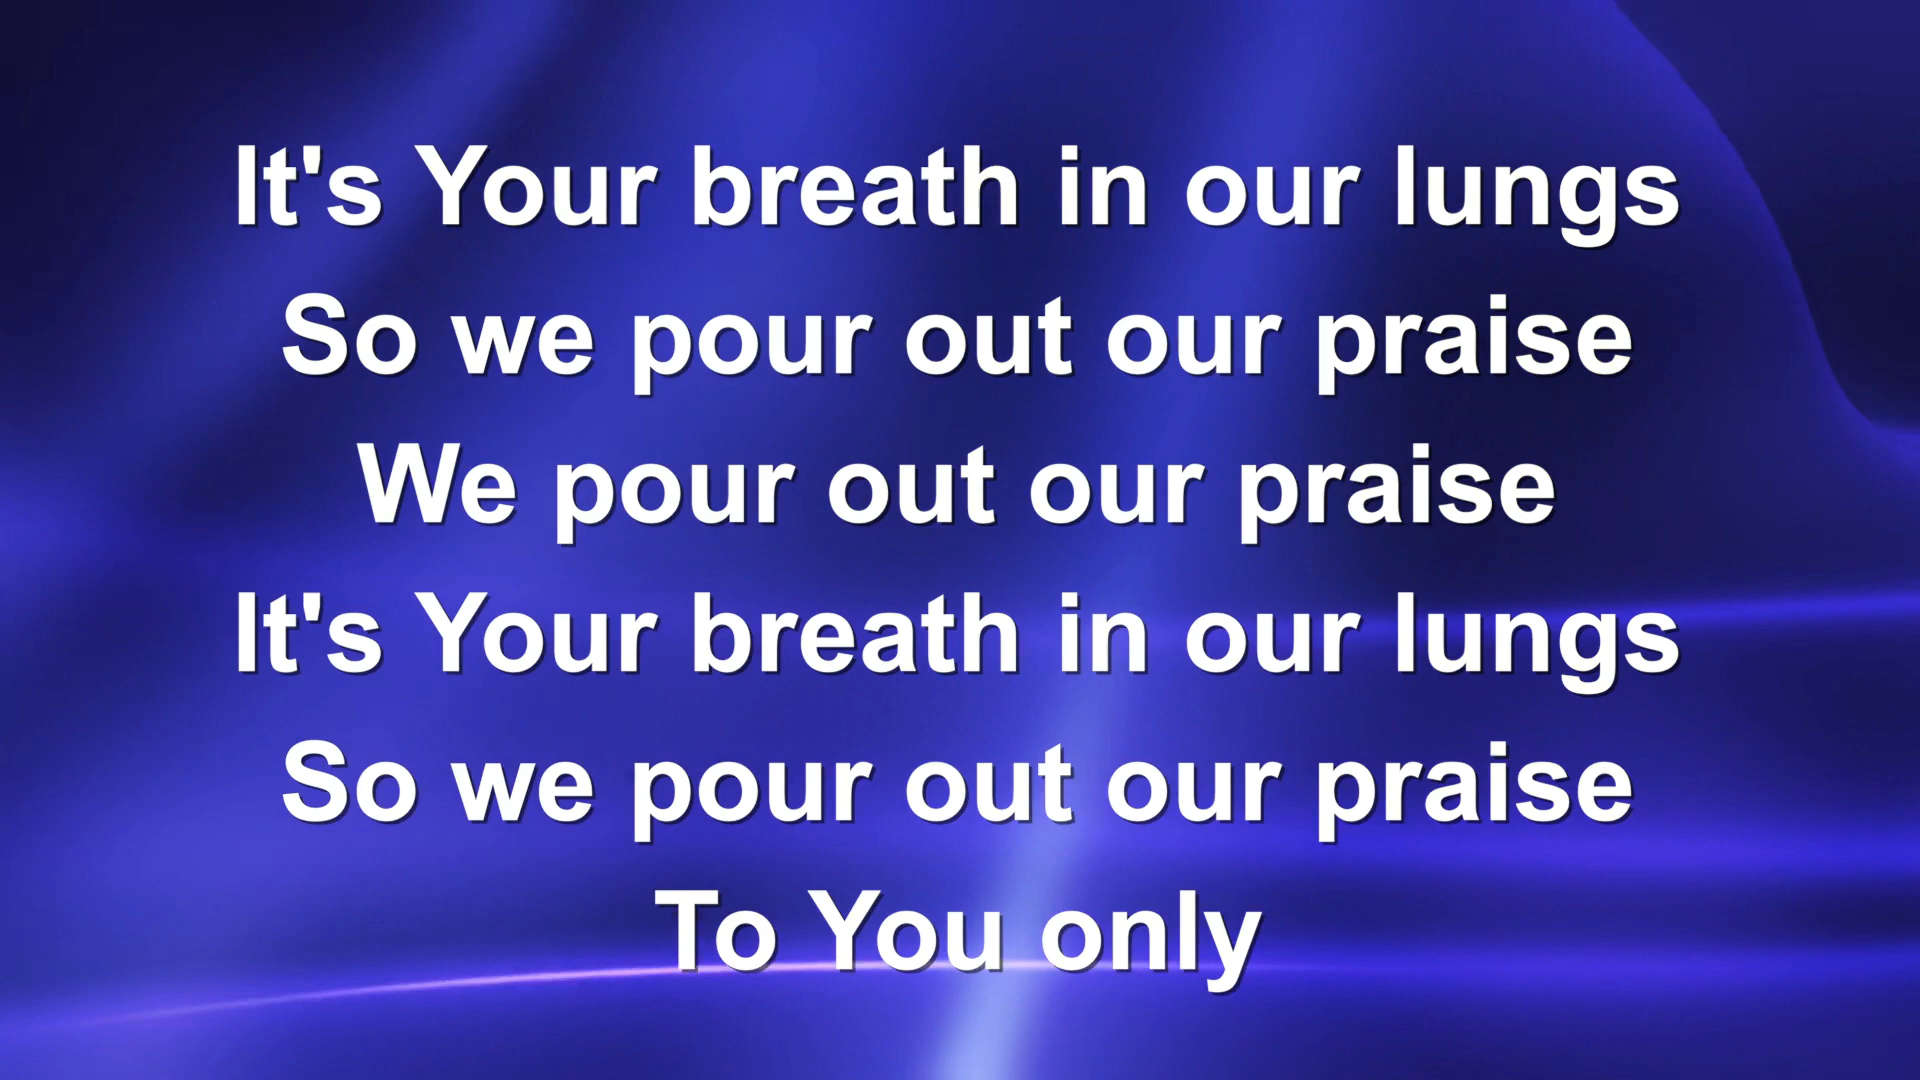 It's Your breath in our lungs
So we pour out our praise
We pour out our praise
It's Your breath in our lungs
So we pour out our praise
To You only